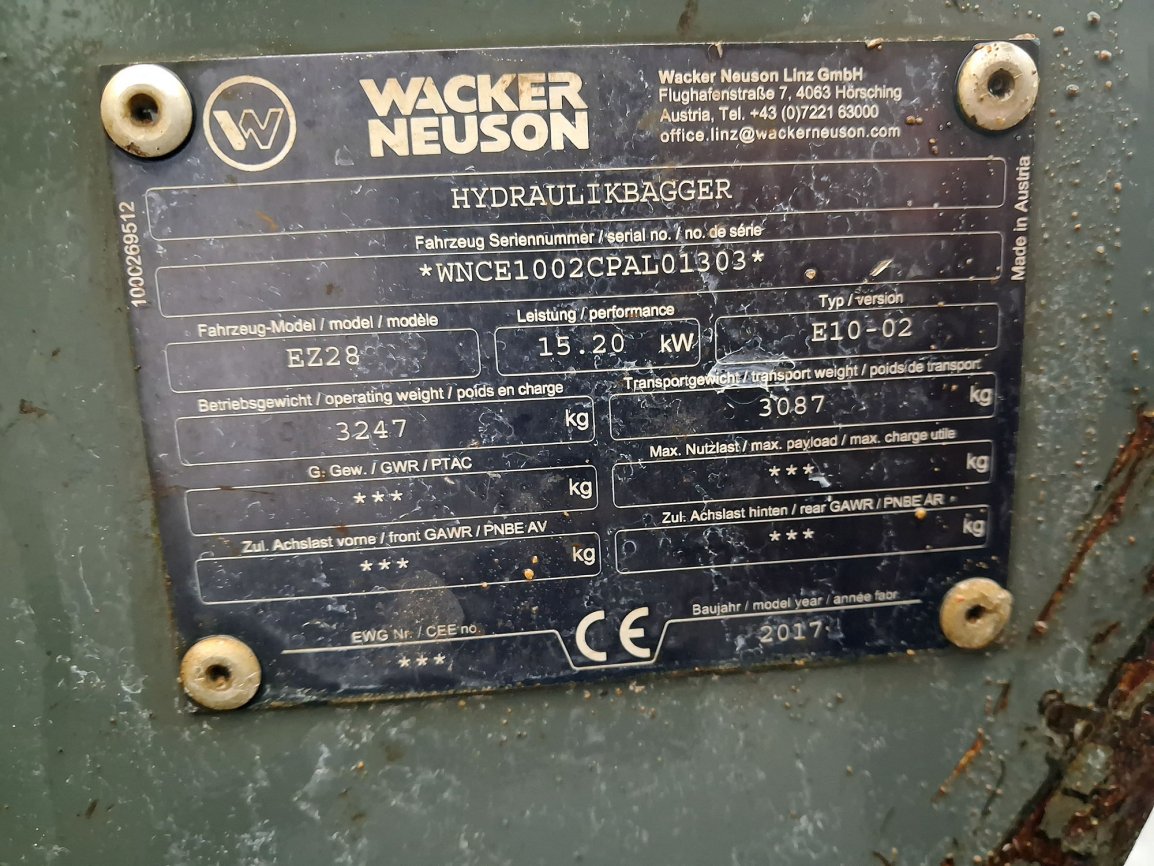 W
WACKER
NEUSON
Wacker Neuson Linz GmbH
Flughafenstraße 7, 4063 Hörsching
Austria, Tel. +43 (0)7221 63000
office.linz@wackerneuson.com
1000269512
Made in Austria
HYDRAULIKBAGGER
Fahrzeug Seriennummer / serial no. / no. de série
*WNCE1002CPAL01303*
Fahrzeug-Model / model / modèle
EZ28
Leistung / performance
15.20 kW
Typ / version
E10-02
Betriebsgewicht / operating weight / poids en charge
3247 kg
Transportgewicht / transport weight / poids de transport
3087 kg
G. Gew. / GWR / PTAC
*** kg
Max. Nutzlast / max. payload / max. charge utile
*** kg
Zul. Achslast vorne / front GAWR / PNBE AV
*** kg
Zul. Achslast hinten / rear GAWR / PNBE AR
*** kg
EWG Nr. / CEE no.
***
CE
Baujahr / model year / année fabr.
2017